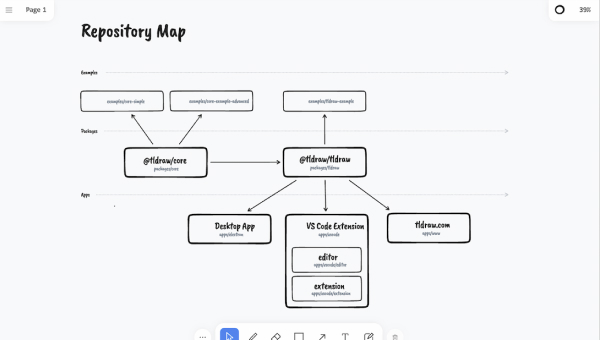 Page 1
39%
Repository Map
Examples
examples/core-simple
examples/core-example-advanced
examples/tldraw-example
Packages
@tldraw/core
packages/core
@tldraw/tldraw
packages/tldraw
Apps
Desktop App
apps/electron
VS Code Extension
apps/vscode
tldraw.com
apps/www
editor
apps/vscode/editor
extension
apps/vscode/extension